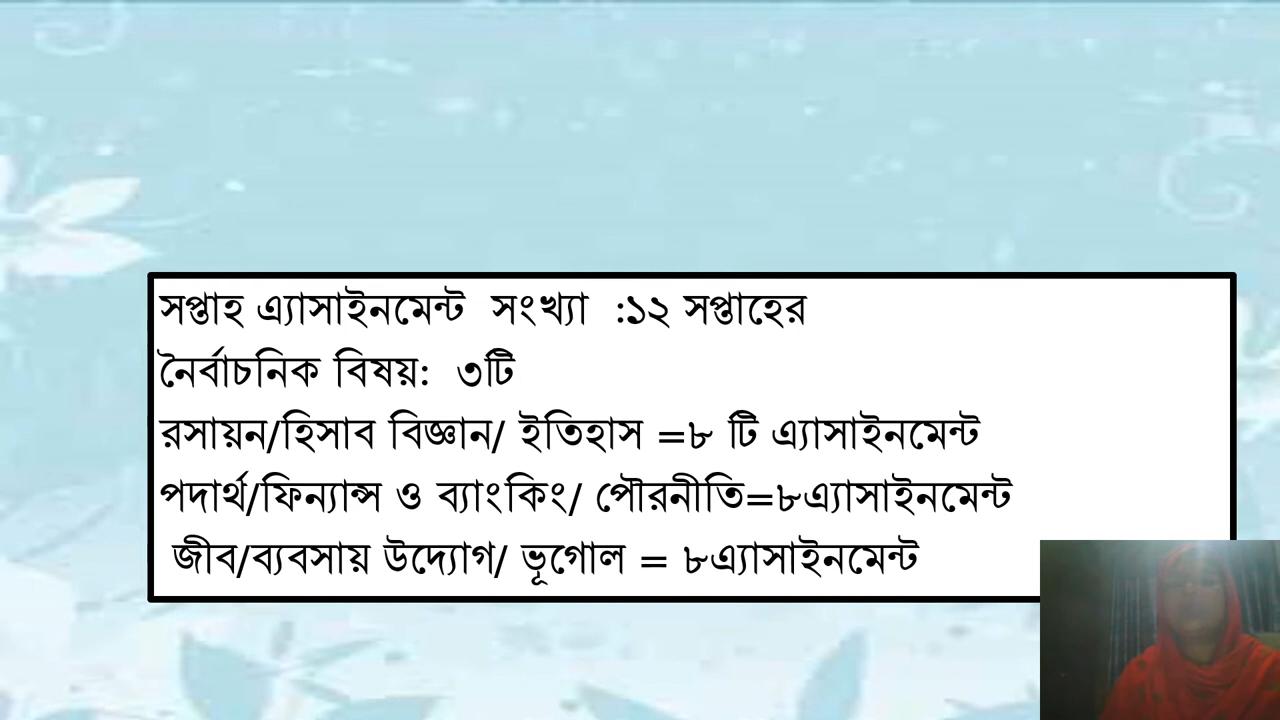 সপ্তাহ এ্যাসাইনমেন্ট সংখ্যা :১২ সপ্তাহের
নৈর্বাচনিক বিষয়: ৩টি
রসায়ন/হিসাব বিজ্ঞান/ ইতিহাস =৮ টি এ্যাসাইনমেন্ট
পদার্থ/ফিন্যান্স ও ব্যাংকিং/ পৌরনীতি=৮এ্যাসাইনমেন্ট
জীব/ব্যবসায় উদ্যোগ/ ভূগোল = ৮এ্যাসাইনমেন্ট